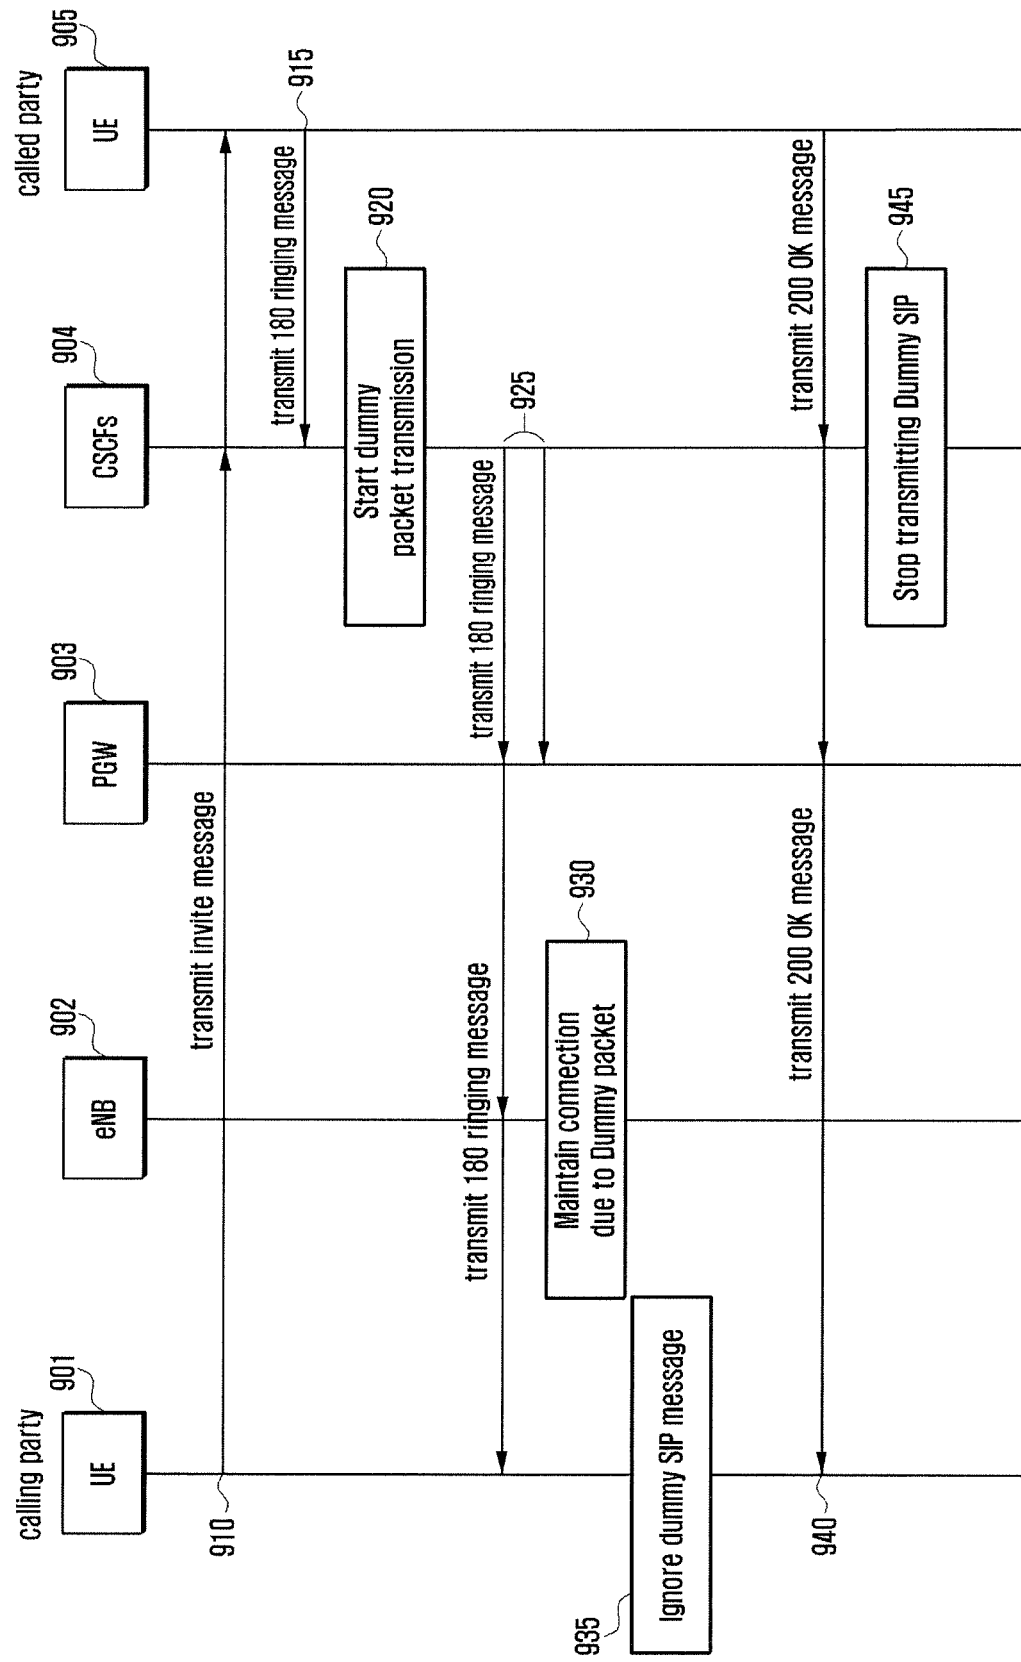 calling party
called party
901
902
903
904
905
UE
eNB
PGW
CSCFs
UE
910
transmit invite message
transmit 180 ringing message
915
Start dummy
packet transmission
920
transmit 180 ringing message
925
transmit 180 ringing message
Maintain connection
due to Dummy packet
930
935
Ignore dummy SIP message
940
transmit 200 OK message
transmit 200 OK message
Stop transmitting Dummy SIP
945